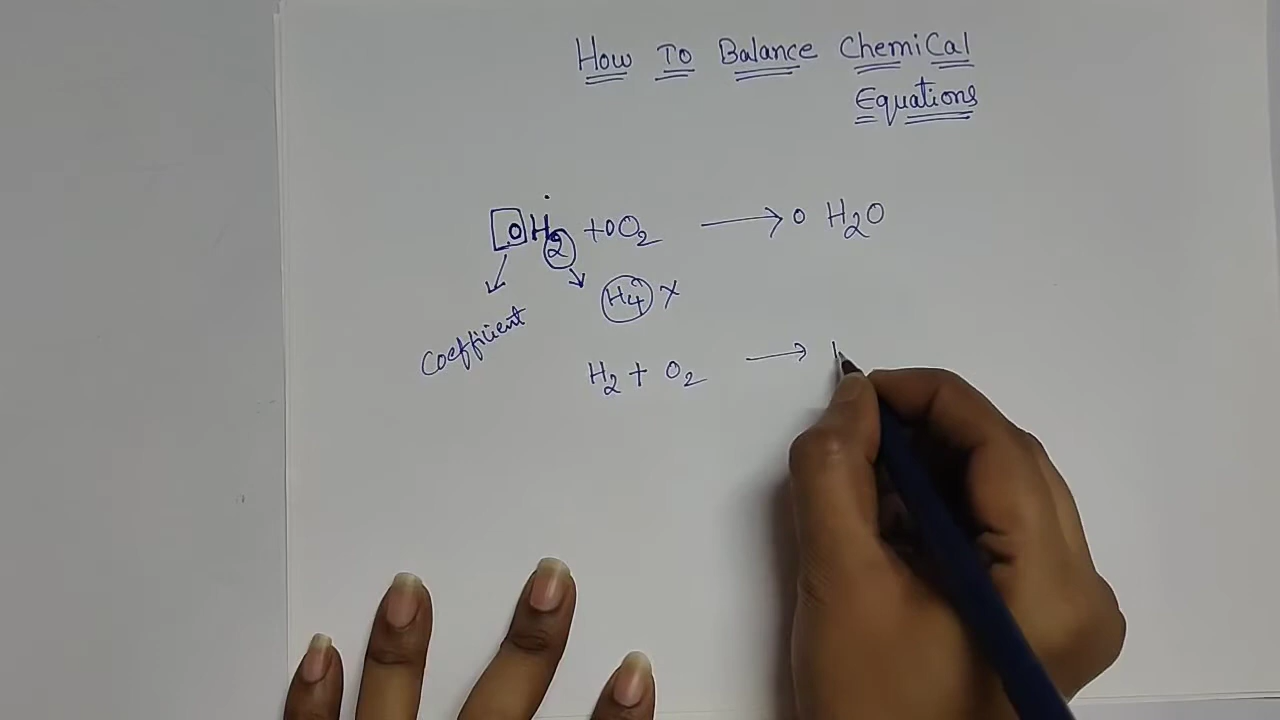 How To Balance Chemical
Equations
0 H2 + 0 O2 → 0 H2O
H4 x
coefficient
H2 + O2 →